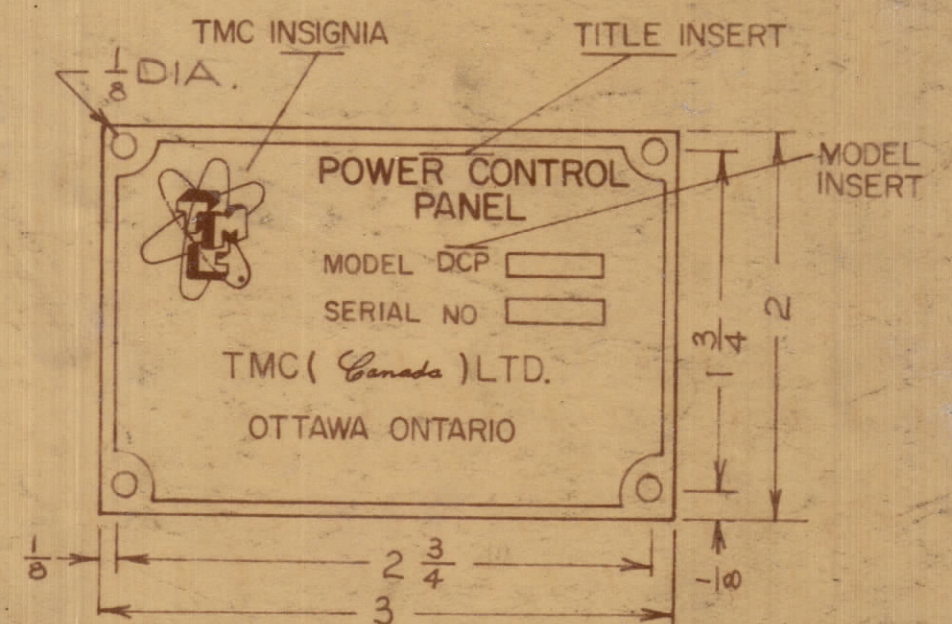 TMC INSIGNIA
TITLE INSERT
1/8 DIA.
MODEL
INSERT
POWER CONTROL
PANEL
TMC
MODEL DCP
SERIAL NO
TMC (Canada) LTD.
OTTAWA ONTARIO
1 3/4
2
1/8
2 3/4
1/8
3